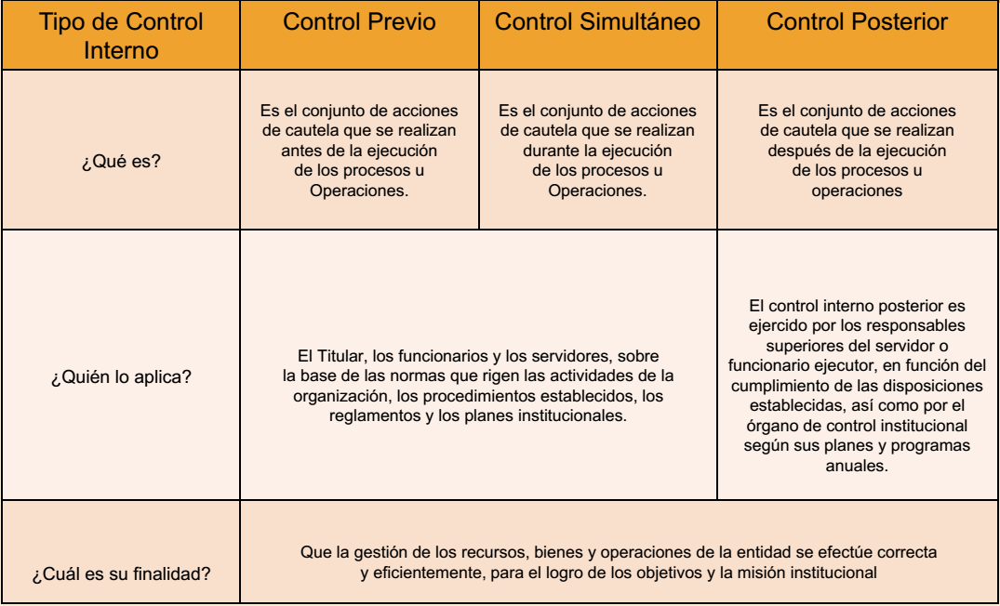 Tipo de Control
Interno
Control Previo
Control Simultáneo
Control Posterior
¿Qué es?
Es el conjunto de acciones
de cautela que se realizan
antes de la ejecución
de los procesos u
Operaciones.
Es el conjunto de acciones
de cautela que se realizan
durante la ejecución
de los procesos u
Operaciones.
Es el conjunto de acciones
de cautela que se realizan
después de la ejecución
de los procesos u
operaciones
¿Quién lo aplica?
El Titular, los funcionarios y los servidores, sobre
la base de las normas que rigen las actividades de la
organización, los procedimientos establecidos, los
reglamentos y los planes institucionales.
El control interno posterior es
ejercido por los responsables
superiores del servidor o
funcionario ejecutor, en función del
cumplimiento de las disposiciones
establecidas, así como por el
órgano de control institucional
según sus planes y programas
anuales.
¿Cuál es su finalidad?
Que la gestión de los recursos, bienes y operaciones de la entidad se efectúe correcta
y eficientemente, para el logro de los objetivos y la misión institucional